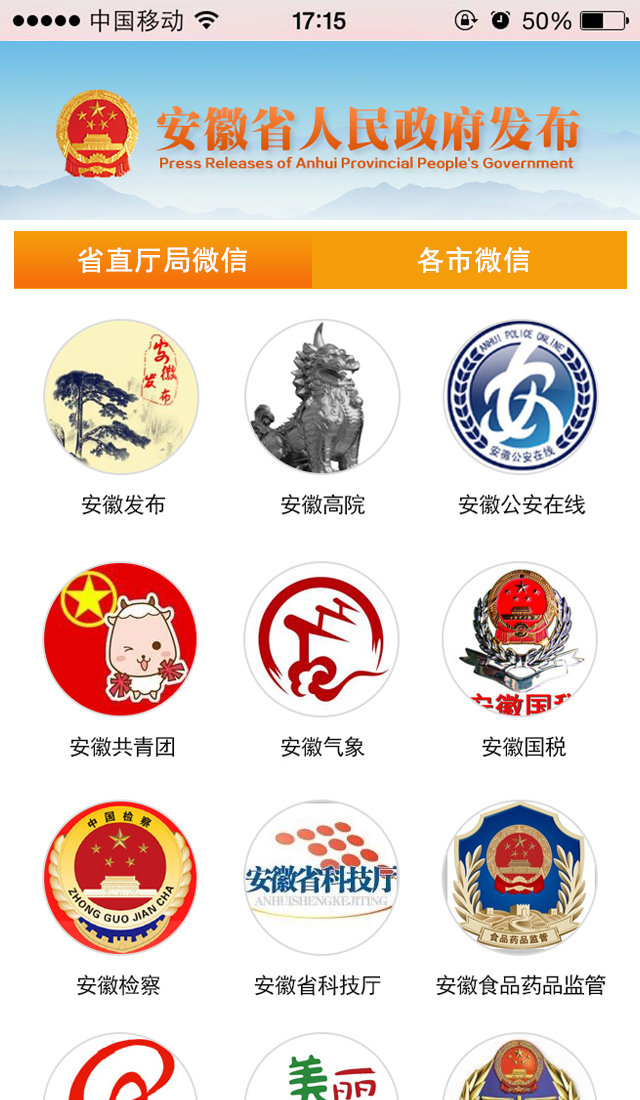 中国移动
17:15
50%
安徽省人民政府发布
Press Releases of Anhui Provincial People's Government
省直厅局微信
各市微信
安徽
发布
ANHUI POLICE ONLINE
安徽公安在线
安徽发布
安徽高院
安徽公安在线
安徽国税
安徽共青团
安徽气象
安徽国税
中国检察
ZHONG GUO JIAN CHA
安徽省科技厅
ANHUISHENGKEJITING
食品药品监管
安徽检察
安徽省科技厅
安徽食品药品监管
美丽